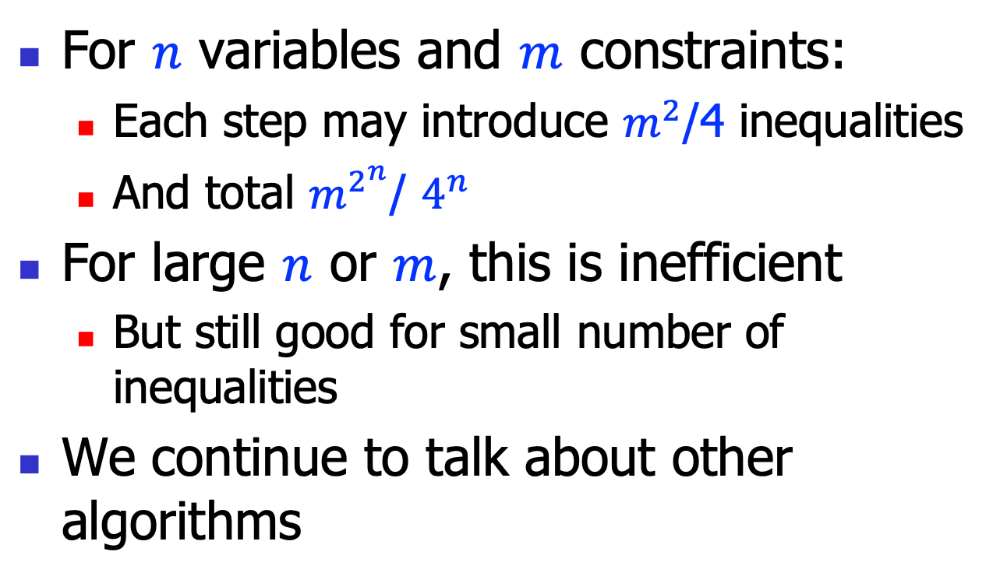 For n variables and m constraints:
Each step may introduce m²/4 inequalities
And total m^{2^n}/ 4^n
For large n or m, this is inefficient
But still good for small number of
inequalities
We continue to talk about other
algorithms